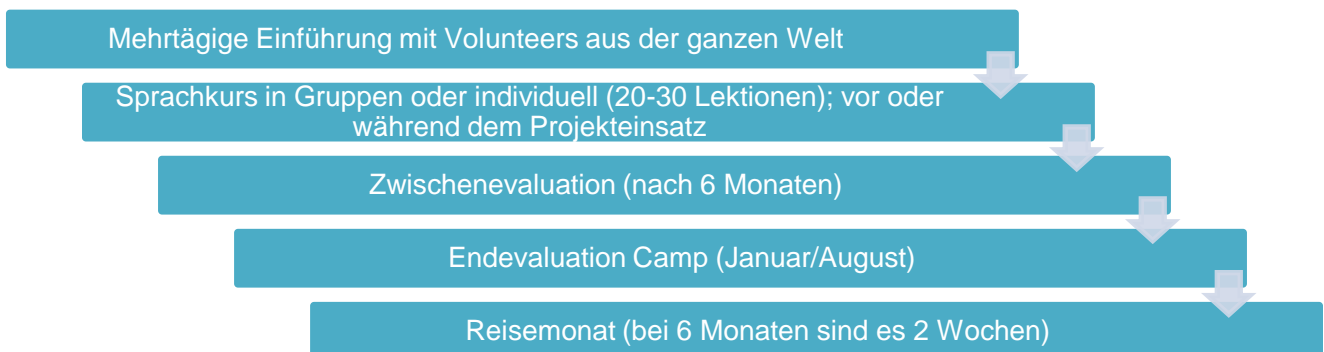 Mehrtägige Einführung mit Volunteers aus der ganzen Welt
Sprachkurs in Gruppen oder individuell (20-30 Lektionen); vor oder
während dem Projekteinsatz
Zwischenevaluation (nach 6 Monaten)
Endevaluation Camp (Januar/August)
Reisemonat (bei 6 Monaten sind es 2 Wochen)